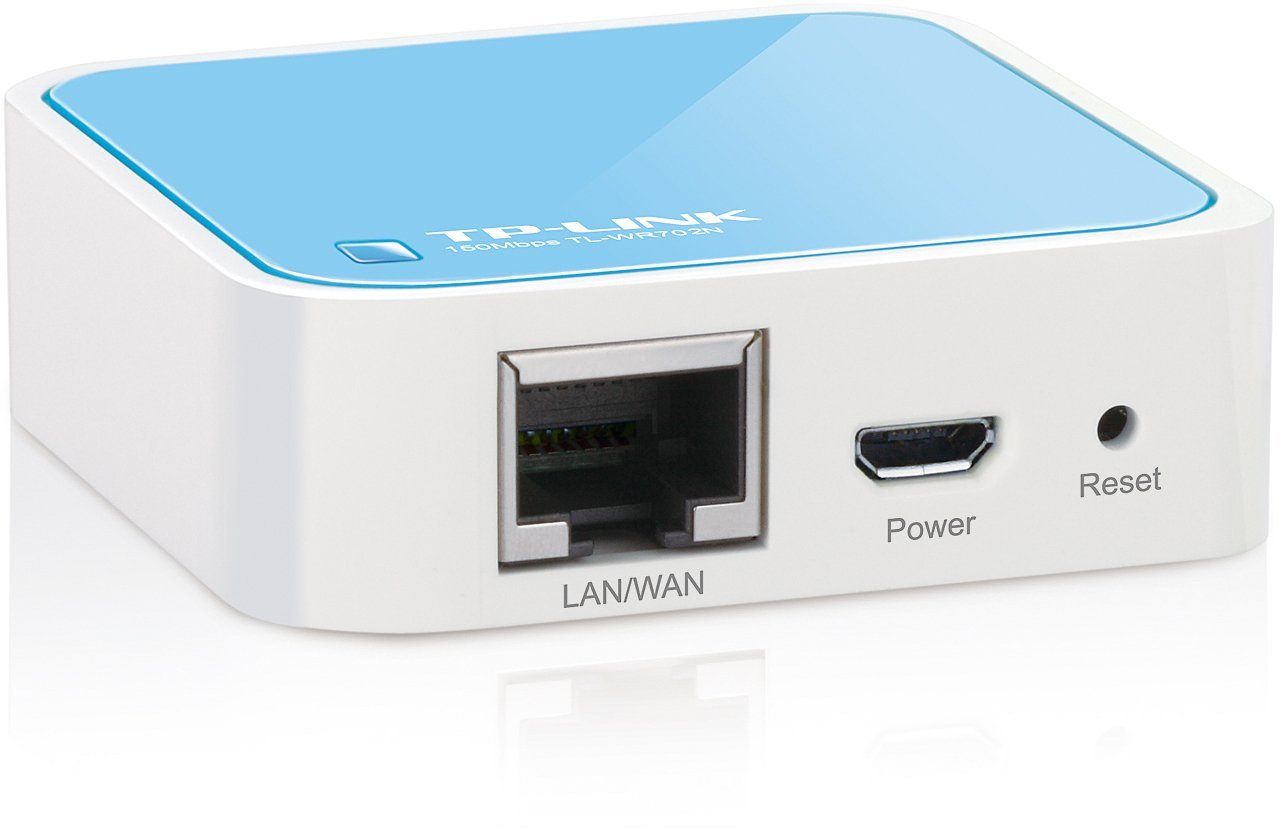 TP-LINK
150Mbps TL-WR702N
LAN/WAN
Power
Reset